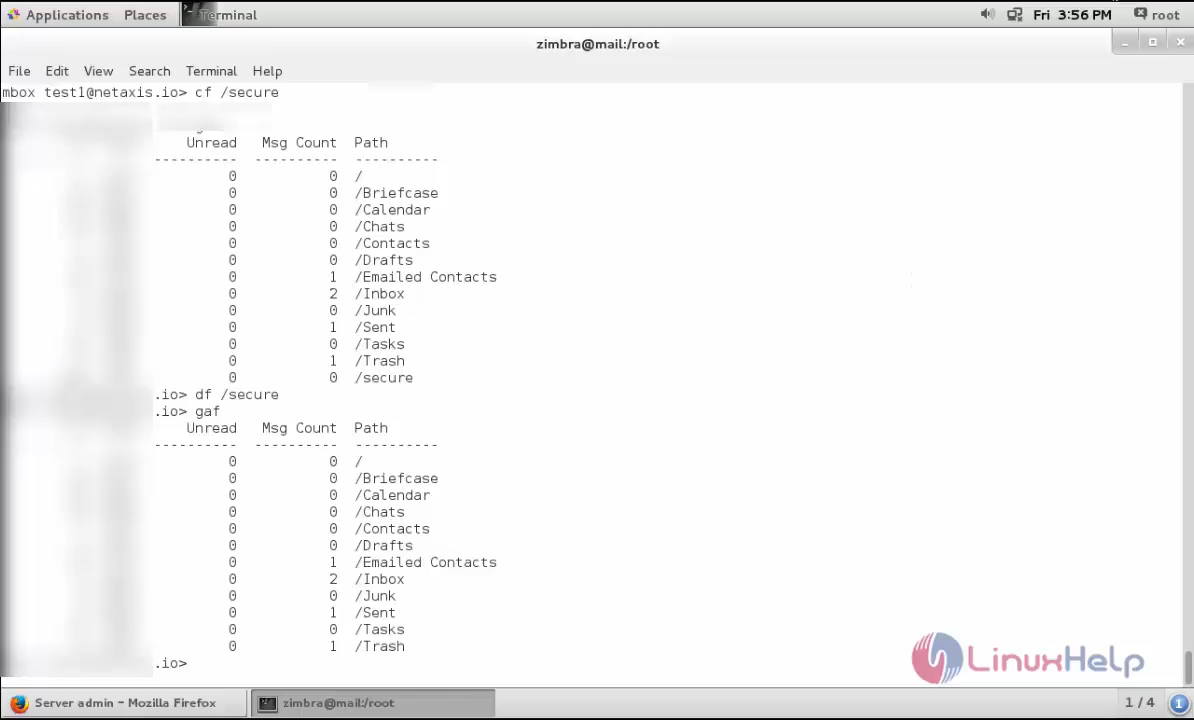 Applications Places Terminal Fri 3:56 PM root
zimbra@mail:/root
File Edit View Search Terminal Help
mbox test1@netaxis.io> cf /secure
Unread Msg Count Path
---------- ---------- ----------
0 0 /
0 0 /Briefcase
0 0 /Calendar
0 0 /Chats
0 0 /Contacts
0 0 /Drafts
0 1 /Emailed Contacts
0 2 /Inbox
0 0 /Junk
0 1 /Sent
0 0 /Tasks
0 1 /Trash
0 0 /secure
.io> df /secure
.io> gaf
Unread Msg Count Path
---------- ---------- ----------
0 0 /
0 0 /Briefcase
0 0 /Calendar
0 0 /Chats
0 0 /Contacts
0 0 /Drafts
0 1 /Emailed Contacts
0 2 /Inbox
0 0 /Junk
0 1 /Sent
0 0 /Tasks
0 1 /Trash
.io>
LinuxHelp
Server admin - Mozilla Firefox zimbra@mail:/root 1 / 4 1